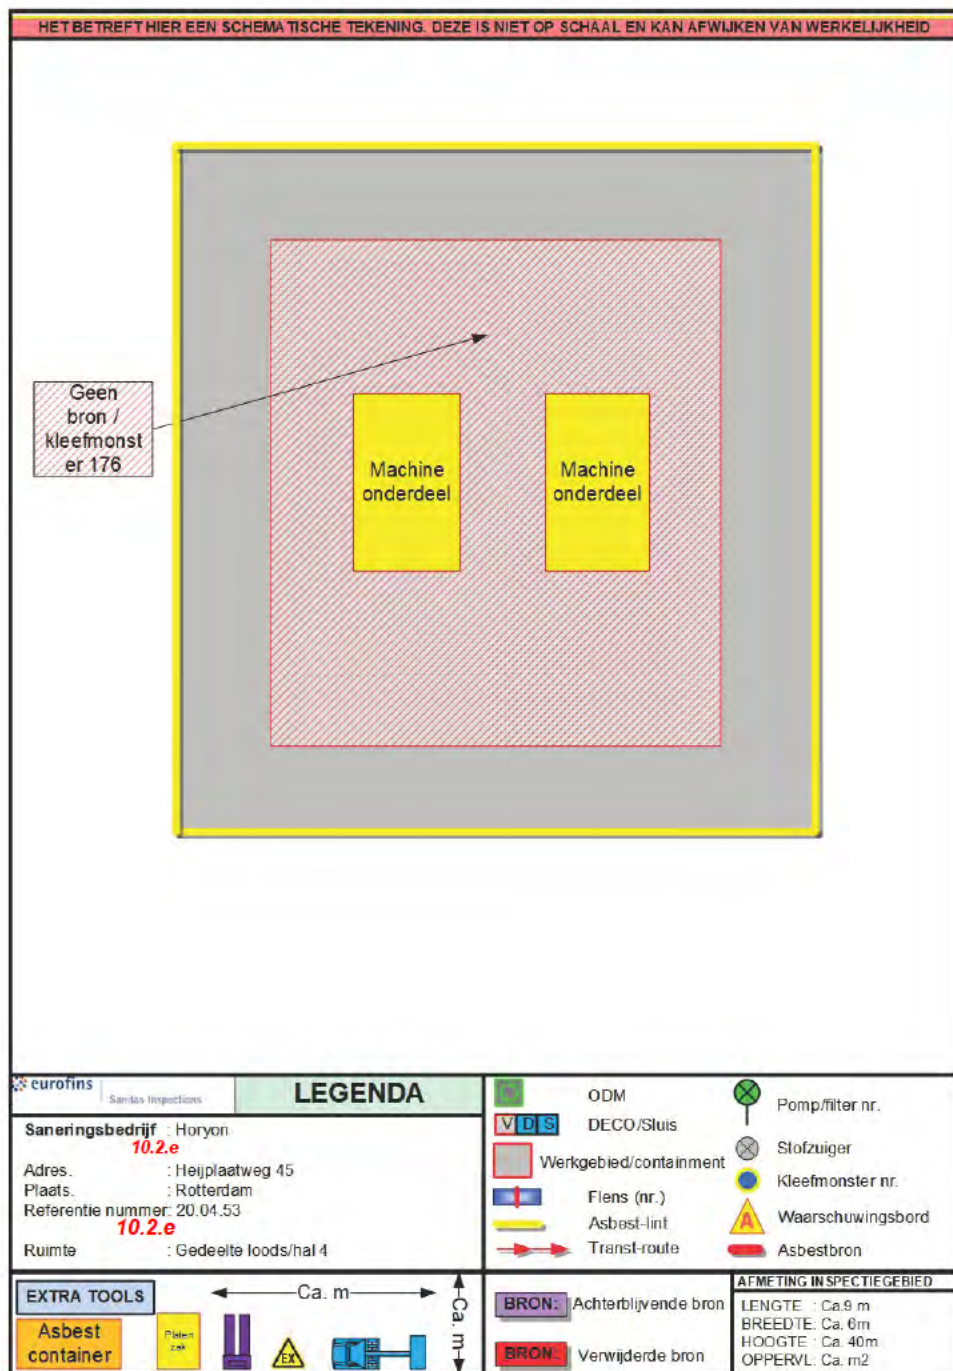 HET BETREFT HIER EEN SCHEMATISCHE TEKENING. DEZE IS NIET OP SCHAAL EN KAN AFWIJKEN VAN WERKELIJKHEID
Geen
bron /
kleefmonst
er 176
Machine
onderdeel
Machine
onderdeel
eurofins
Sanitas Inspections
LEGENDA
Saneringsbedrijf : Horyon
10.2.e
Adres. : Heijplaatweg 45
Plaats. : Rotterdam
Referentie nummer: 20.04.53
10.2.e
Ruimte : Gedeelte loods/hal 4
ODM
V D S DECO/Sluis
Werkgebied/containment
Flens (nr.)
Asbest-lint
Transt-route
Pomp/filter nr.
Stofzuiger
Kleefmonster nr.
A Waarschuwingsbord
Asbestbron
EXTRA TOOLS
Asbest
container
Platen
zak
EX
Ca. m
Ca. m
BRON: Achterblijvende bron
BRON: Verwijderde bron
AFMETING INSPECTIEGEBIED
LENGTE : Ca.9 m
BREEDTE : Ca. 6m
HOOGTE : Ca. 40m
OPPERVL: Ca. m2